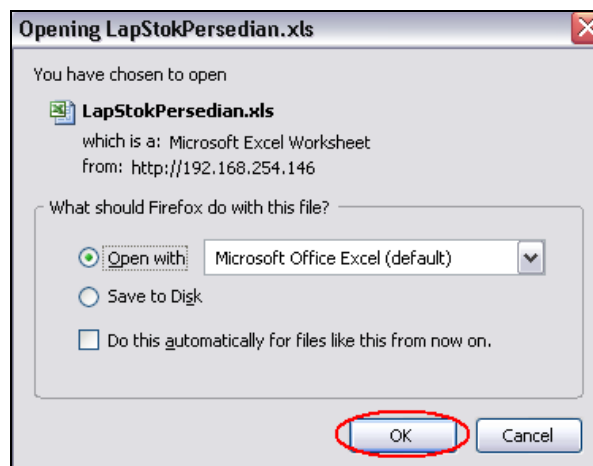 Opening LapStokPersedian.xls
You have chosen to open
LapStokPersedian.xls
which is a: Microsoft Excel Worksheet
from: http://192.168.254.146
What should Firefox do with this file?
Open with Microsoft Office Excel (default)
Save to Disk
Do this automatically for files like this from now on.
OK Cancel